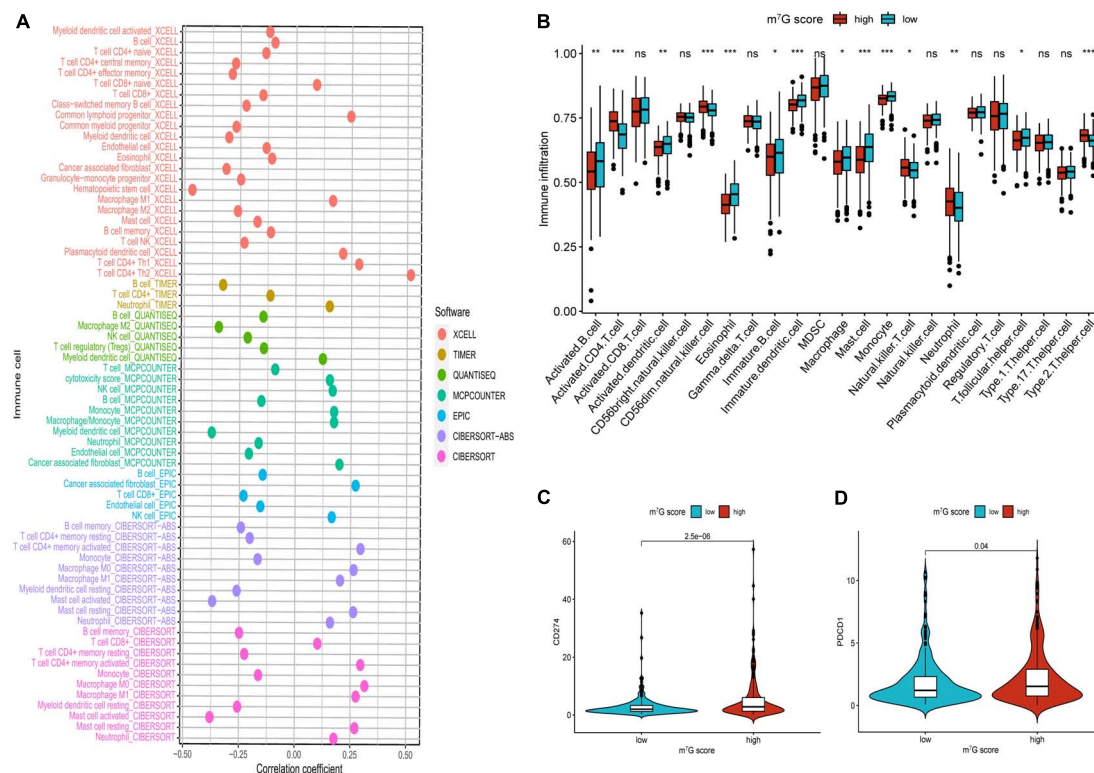 A
Immune cell
Myeloid dendritic cell activated_XCELL
B cell_XCELL
T cell CD4+ naive_XCELL
T cell CD4+ central memory_XCELL
T cell CD4+ effector memory_XCELL
T cell CD8+ naive_XCELL
T cell CD8+_XCELL
Class-switched memory B cell_XCELL
Common lymphoid progenitor_XCELL
Common myeloid progenitor_XCELL
Myeloid dendritic cell_XCELL
Endothelial cell_XCELL
Eosinophil_XCELL
Cancer associated fibroblast_XCELL
Granulocyte-monocyte progenitor_XCELL
Hematopoietic stem cell_XCELL
Macrophage M1_XCELL
Macrophage M2_XCELL
Mast cell_XCELL
B cell memory_XCELL
T cell NK_XCELL
Plasmacytoid dendritic cell_XCELL
T cell CD4+ Th1_XCELL
T cell CD4+ Th2_XCELL
B cell_TIMER
T cell CD4+_TIMER
Neutrophil_TIMER
B cell_QUANTISEQ
Macrophage M2_QUANTISEQ
NK cell_QUANTISEQ
T cell regulatory (Tregs)_QUANTISEQ
Myeloid dendritic cell_QUANTISEQ
T cell_MCPCOUNTER
cytotoxicity score_MCPCOUNTER
NK cell_MCPCOUNTER
B cell_MCPCOUNTER
Monocyte_MCPCOUNTER
Macrophage/Monocyte_MCPCOUNTER
Myeloid dendritic cell_MCPCOUNTER
Neutrophil_MCPCOUNTER
Endothelial cell_MCPCOUNTER
Cancer associated fibroblast_MCPCOUNTER
B cell_EPIC
Cancer associated fibroblast_EPIC
T cell CD8+_EPIC
Endothelial cell_EPIC
NK cell_EPIC
B cell memory_CIBERSORT-ABS
T cell CD4+ memory resting_CIBERSORT-ABS
T cell CD4+ memory activated_CIBERSORT-ABS
Monocyte_CIBERSORT-ABS
Macrophage M0_CIBERSORT-ABS
Macrophage M1_CIBERSORT-ABS
Myeloid dendritic cell resting_CIBERSORT-ABS
Mast cell activated_CIBERSORT-ABS
Mast cell resting_CIBERSORT-ABS
Neutrophil_CIBERSORT-ABS
B cell memory_CIBERSORT
T cell CD8+_CIBERSORT
T cell CD4+ memory resting_CIBERSORT
T cell CD4+ memory activated_CIBERSORT
Monocyte_CIBERSORT
Macrophage M0_CIBERSORT
Macrophage M1_CIBERSORT
Myeloid dendritic cell resting_CIBERSORT
Mast cell activated_CIBERSORT
Mast cell resting_CIBERSORT
Neutrophil_CIBERSORT
-0.50 -0.25 0.00 0.25 0.50
Correlation coefficient
Software
XCELL
TIMER
QUANTISEQ
MCPCOUNTER
EPIC
CIBERSORT-ABS
CIBERSORT
B
m⁷G score high low
** *** ns ** ns *** *** ns * *** ns * *** *** * ns ** ns ns * ns ns ***
Immune infiltration
1.00
0.75
0.50
0.25
0.00
Activated B.cell
Activated CD4.T.cell
Activated CD8.T.cell
Activated dendritic.cell
CD56bright.natural.killer.cell
CD56dim.natural.killer.cell
Eosinophil
Gamma.delta.T.cell
Immature.B.cell
Immature.dendritic.cell
MDSC
Macrophage
Mast.cell
Monocyte
Natural.killer.T.cell
Natural.killer.cell
Neutrophil
Plasmacytoid.dendritic.cell
Regulatory.T.cell
T.follicular.helper.cell
Type.1.T.helper.cell
Type.17.T.helper.cell
Type.2.T.helper.cell
C
m⁷G score low high
2.5e-06
CD274
60
40
20
0
low high
m⁷G score
D
m⁷G score low high
0.04
PDCD1
10
5
0
low high
m⁷G score